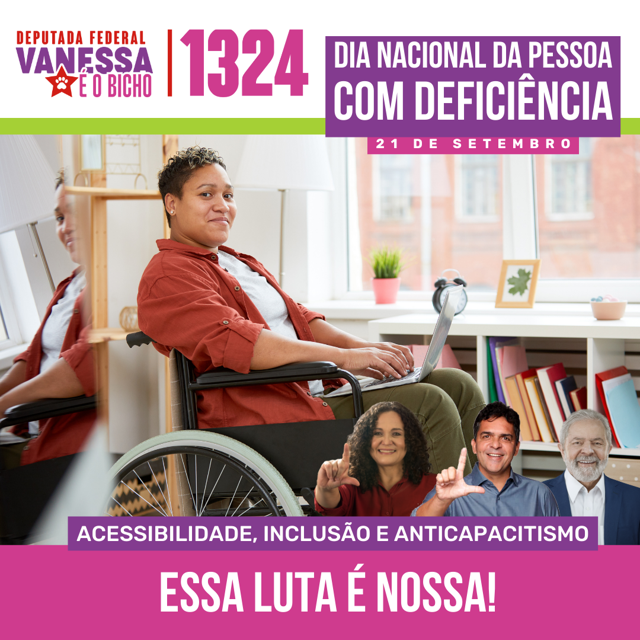 DEPUTADA FEDERAL
VANESSA
É O BICHO
1324
DIA NACIONAL DA PESSOA
COM DEFICIÊNCIA
21 DE SETEMBRO
ACESSIBILIDADE, INCLUSÃO E ANTICAPACITISMO
ESSA LUTA É NOSSA!